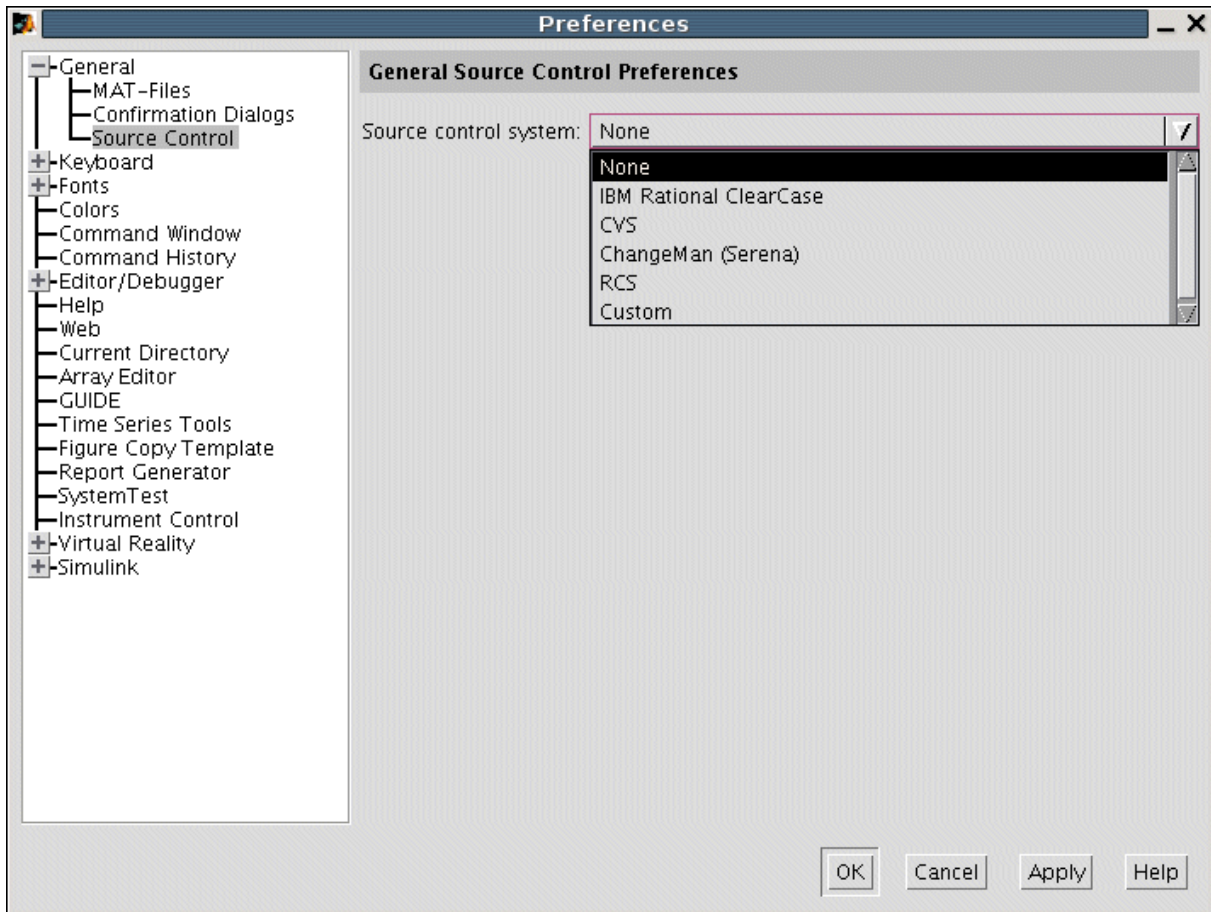 Preferences
General
MAT-Files
Confirmation Dialogs
Source Control
Keyboard
Fonts
Colors
Command Window
Command History
Editor/Debugger
Help
Web
Current Directory
Array Editor
GUIDE
Time Series Tools
Figure Copy Template
Report Generator
SystemTest
Instrument Control
Virtual Reality
Simulink
General Source Control Preferences
Source control system: None
None
IBM Rational ClearCase
CVS
ChangeMan (Serena)
RCS
Custom
OK Cancel Apply Help